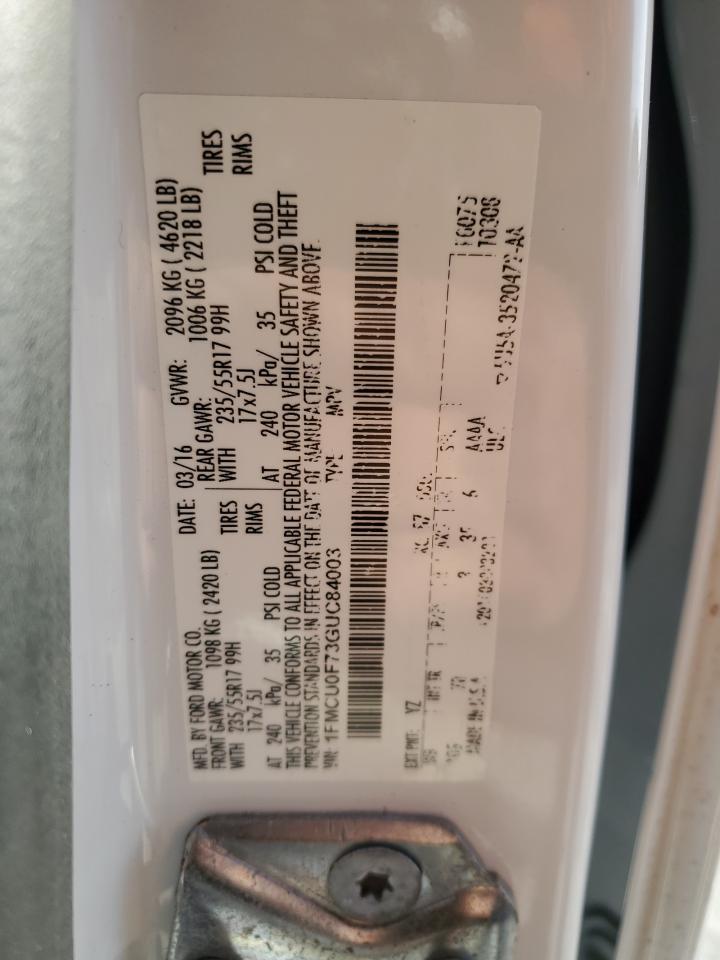 MFD. BY FORD MOTOR CO.
DATE: 03/16 GVWR: 2096 KG ( 4620 LB)
FRONT GAWR: 1098 KG ( 2420 LB) REAR GAWR: 1006 KG ( 2218 LB)
WITH 235/55R17 99H TIRES WITH 235/55R17 99H TIRES
17x7.5J RIMS 17x7.5J RIMS
AT 240 kPa/ 35 PSI COLD AT 240 kPa/ 35 PSI COLD
THIS VEHICLE CONFORMS TO ALL APPLICABLE FEDERAL MOTOR VEHICLE SAFETY AND THEFT
PREVENTION STANDARDS IN EFFECT ON THE DATE OF MANUFACTURE SHOWN ABOVE.
VIN: 1FMCU0F73GUC84003 TYPE: MPV
EXT PNT: YZ
INT TR
AAAA
MADE IN U.S.A.